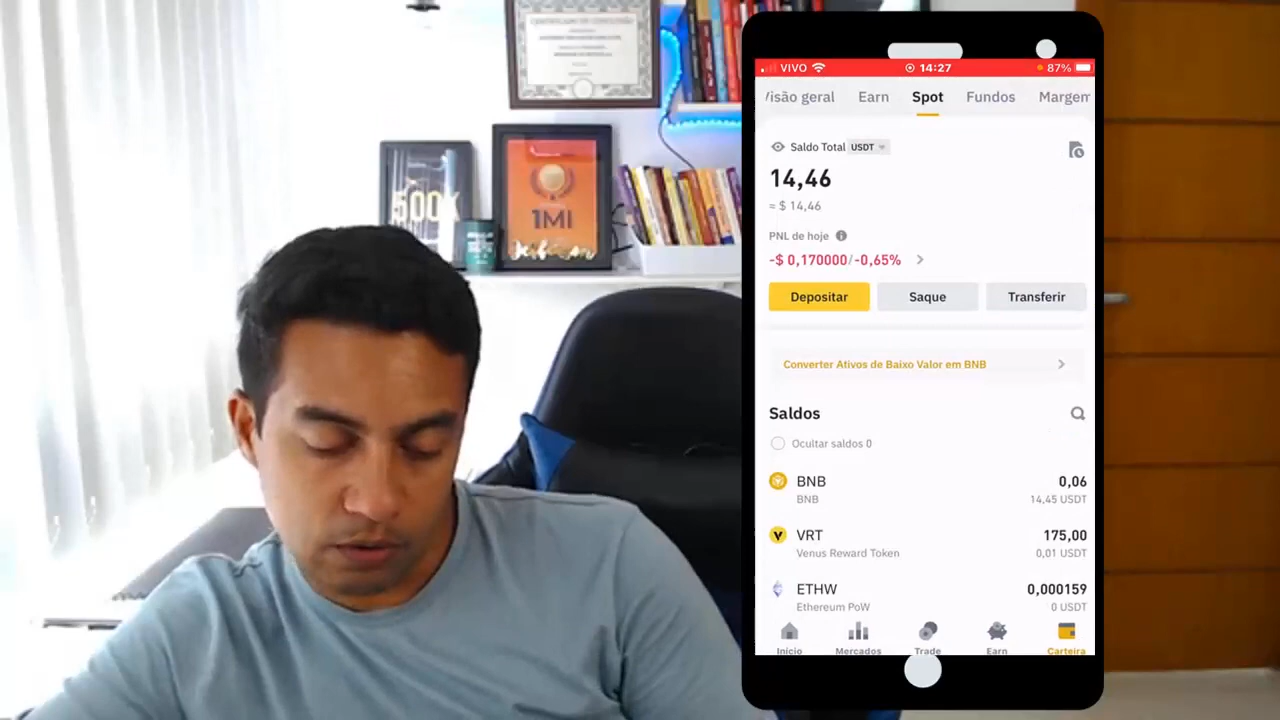 CERTIFICADO DE CONCLUSÃO
500K
1MI
VIVO
14:27
87%
Visão geral
Earn
Spot
Fundos
Margem
Saldo Total
USDT
14,46
≈ $ 14,46
PNL de hoje
-$ 0,170000/-0,65%
Depositar
Saque
Transferir
Converter Ativos de Baixo Valor em BNB
Saldos
Ocultar saldos 0
BNB
0,06
BNB
14,45 USDT
VRT
175,00
Venus Reward Token
0,01 USDT
ETHW
0,000159
Ethereum PoW
0 USDT
Início
Mercados
Trade
Earn
Carteira